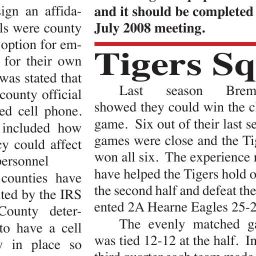 sign an affida-
ls were county
option for em-
for their own
was stated that
county official
ed cell phone.
included how
cy could affect
personnel
counties have
ted by the IRS
County deter-
to have a cell
in place so
and it should be completed
July 2008 meeting.
Tigers Sq
Last season Brem
showed they could win the c
game. Six out of their last se
games were close and the Tig
won all six. The experience m
have helped the Tigers hold o
the second half and defeat the
ented 2A Hearne Eagles 25-2
The evenly matched ga
was tied 12-12 at the half. In